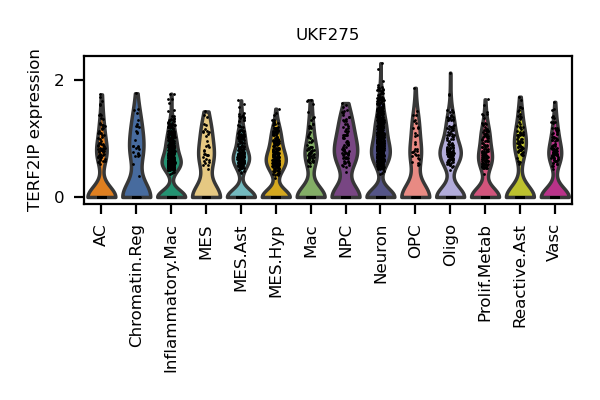 UKF275
TERF2IP expression
2
0
AC
Chromatin.Reg
Inflammatory.Mac
MES
MES.Ast
MES.Hyp
Mac
NPC
Neuron
OPC
Oligo
Prolif.Metab
Reactive.Ast
Vasc